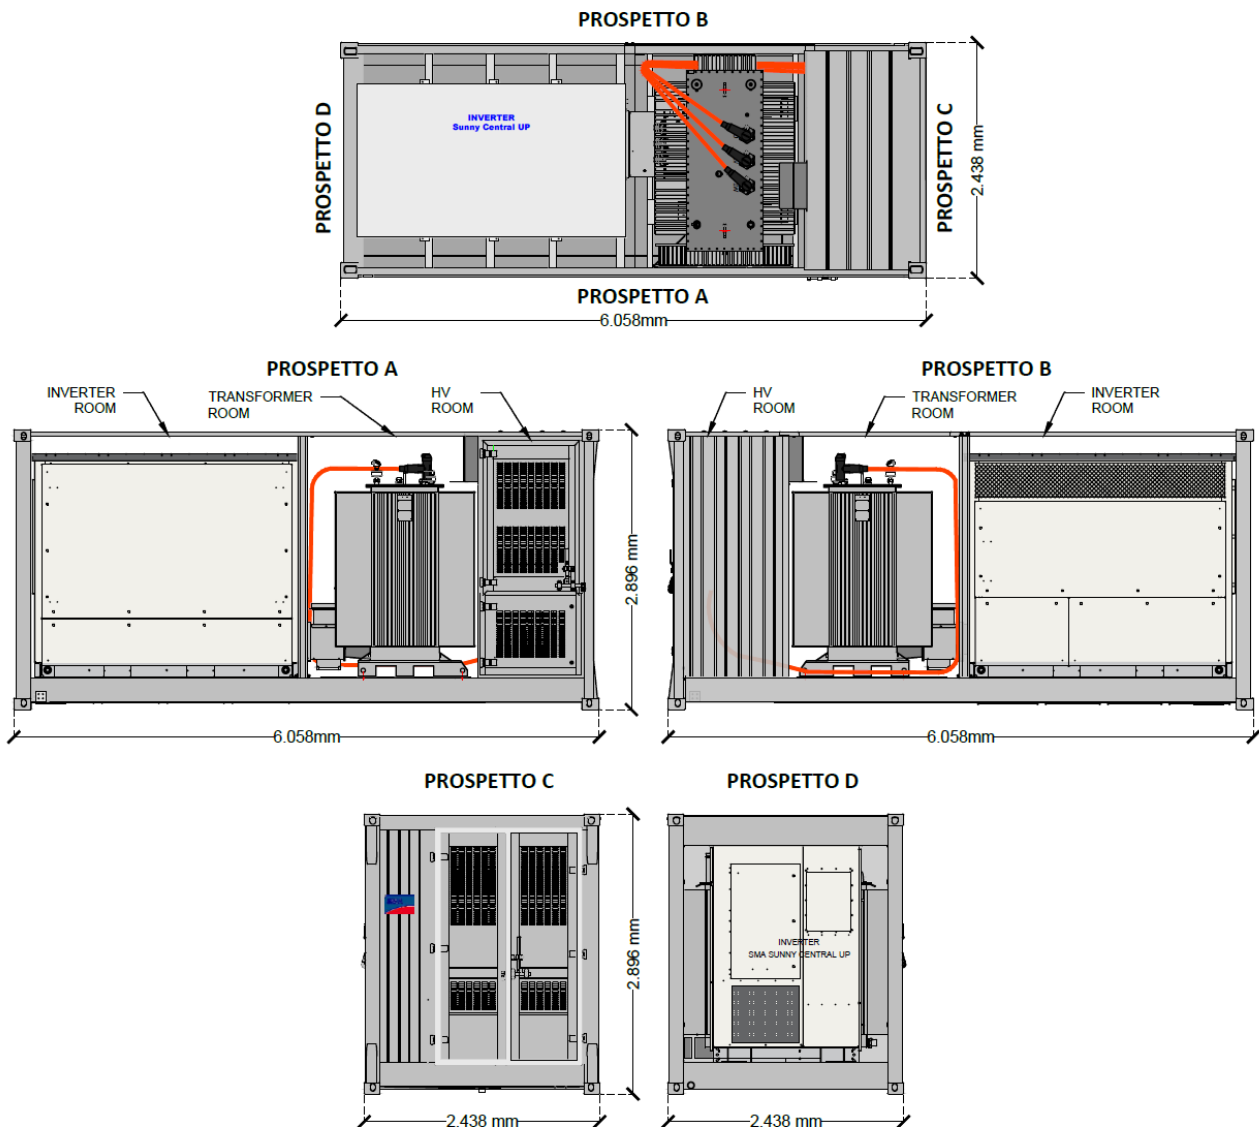 PROSPETTO B
INVERTER
Sunny Central UP
PROSPETTO D
PROSPETTO C
2.438 mm
PROSPETTO A
6.058mm
PROSPETTO A
INVERTER
ROOM
TRANSFORMER
ROOM
HV
ROOM
2.896 mm
6.058mm
PROSPETTO B
HV
ROOM
TRANSFORMER
ROOM
INVERTER
ROOM
6.058mm
PROSPETTO C
2.896 mm
2.438 mm
PROSPETTO D
INVERTER
SMA SUNNY CENTRAL UP
2.438 mm